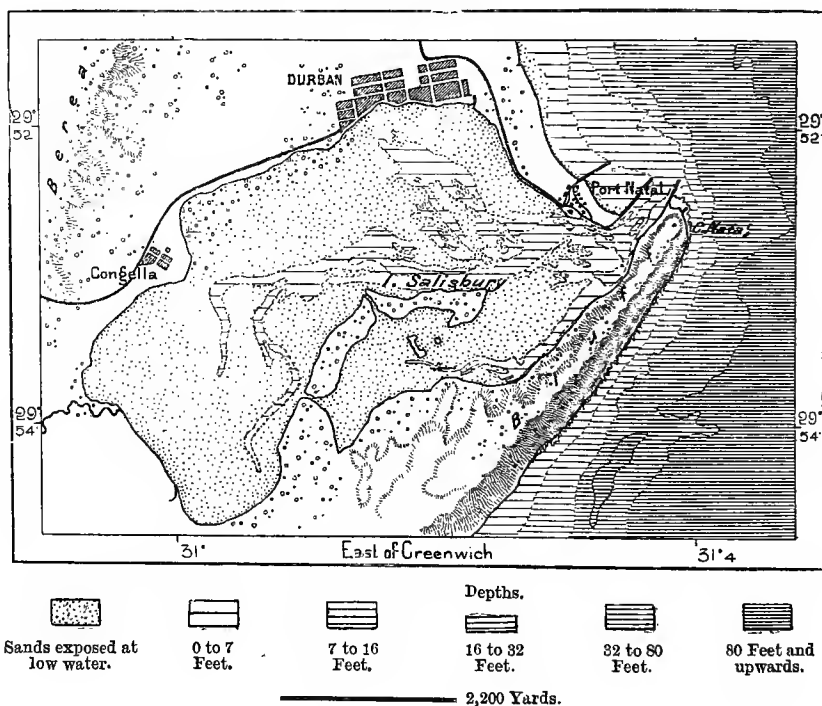 DURBAN
Berea
29°
52'
29°
52'
Port Natal
C. Natal
Congella
I. Salisbury
Bluff
29°
54'
29°
54'
31°
East of Greenwich
31° 4'
Depths.
Sands exposed at
low water.
0 to 7
Feet.
7 to 16
Feet.
16 to 32
Feet.
32 to 80
Feet.
80 Feet and
upwards.
2,200 Yards.